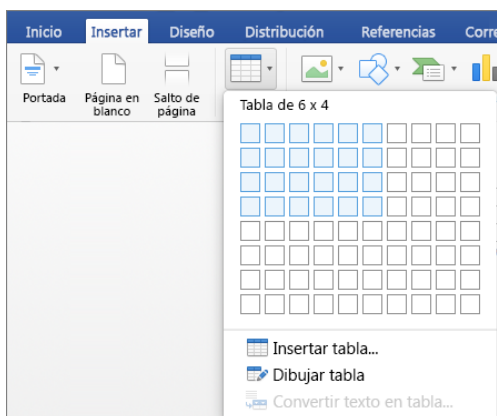 Inicio Insertar Diseño Distribución Referencias
Portada Página en blanco Salto de página
Tabla de 6 x 4
Insertar tabla...
Dibujar tabla
Convertir texto en tabla...